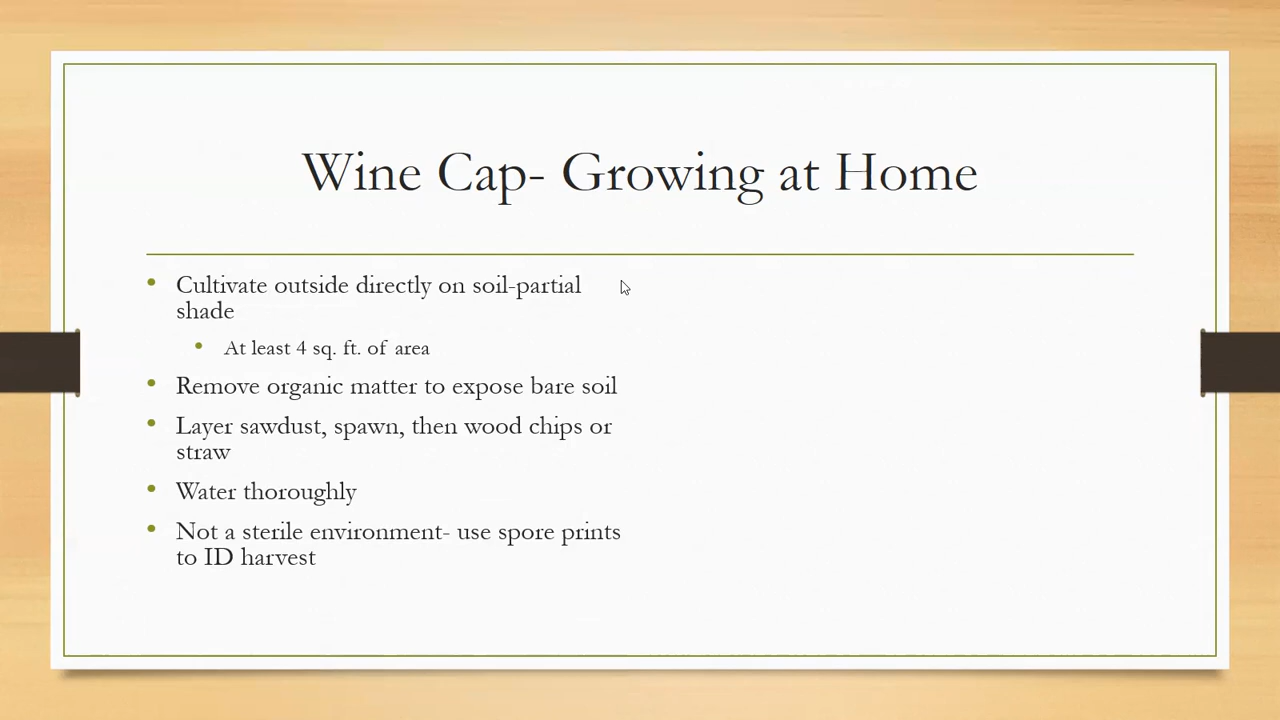 Wine Cap- Growing at Home
• Cultivate outside directly on soil-partial
shade
• At least 4 sq. ft. of area
• Remove organic matter to expose bare soil
• Layer sawdust, spawn, then wood chips or
straw
• Water thoroughly
• Not a sterile environment- use spore prints
to ID harvest